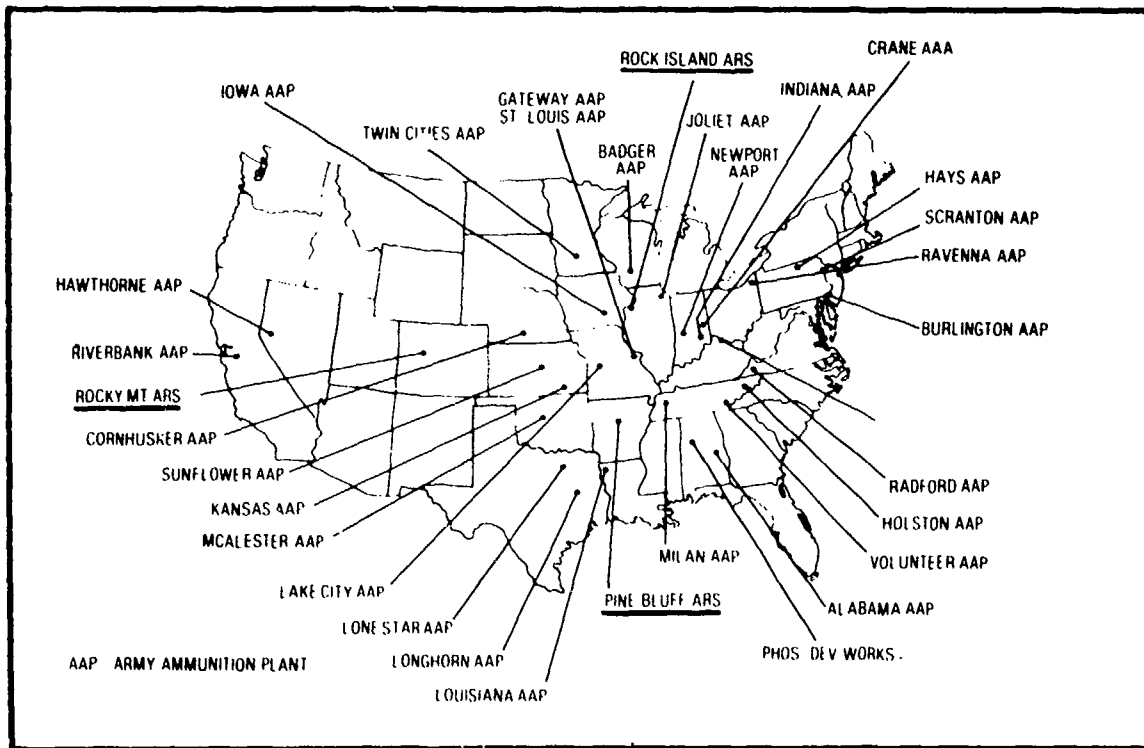 CRANE AAA
ROCK ISLAND ARS
INDIANA AAP
IOWA AAP
GATEWAY AAP
ST. LOUIS AAP
JOLIET AAP
TWIN CITIES AAP
BADGER
AAP
NEWPORT
AAP
HAYS AAP
SCRANTON AAP
RAVENNA AAP
HAWTHORNE AAP
BURLINGTON AAP
RIVERBANK AAP
ROCKY MT ARS
CORNHUSKER AAP
SUNFLOWER AAP
RADFORD AAP
KANSAS AAP
HOLSTON AAP
MCALESTER AAP
MILAN AAP
VOLUNTEER AAP
LAKE CITY AAP
PINE BLUFF ARS
ALABAMA AAP
LONE STAR AAP
PHOS DEV WORKS.
LONGHORN AAP
AAP ARMY AMMUNITION PLANT
LOUISIANA AAP